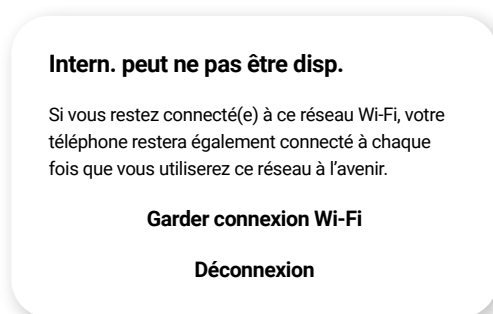 Intern. peut ne pas être disp.
Si vous restez connecté(e) à ce réseau Wi-Fi, votre
téléphone restera également connecté à chaque
fois que vous utiliserez ce réseau à l’avenir.
Garder connexion Wi-Fi
Déconnexion